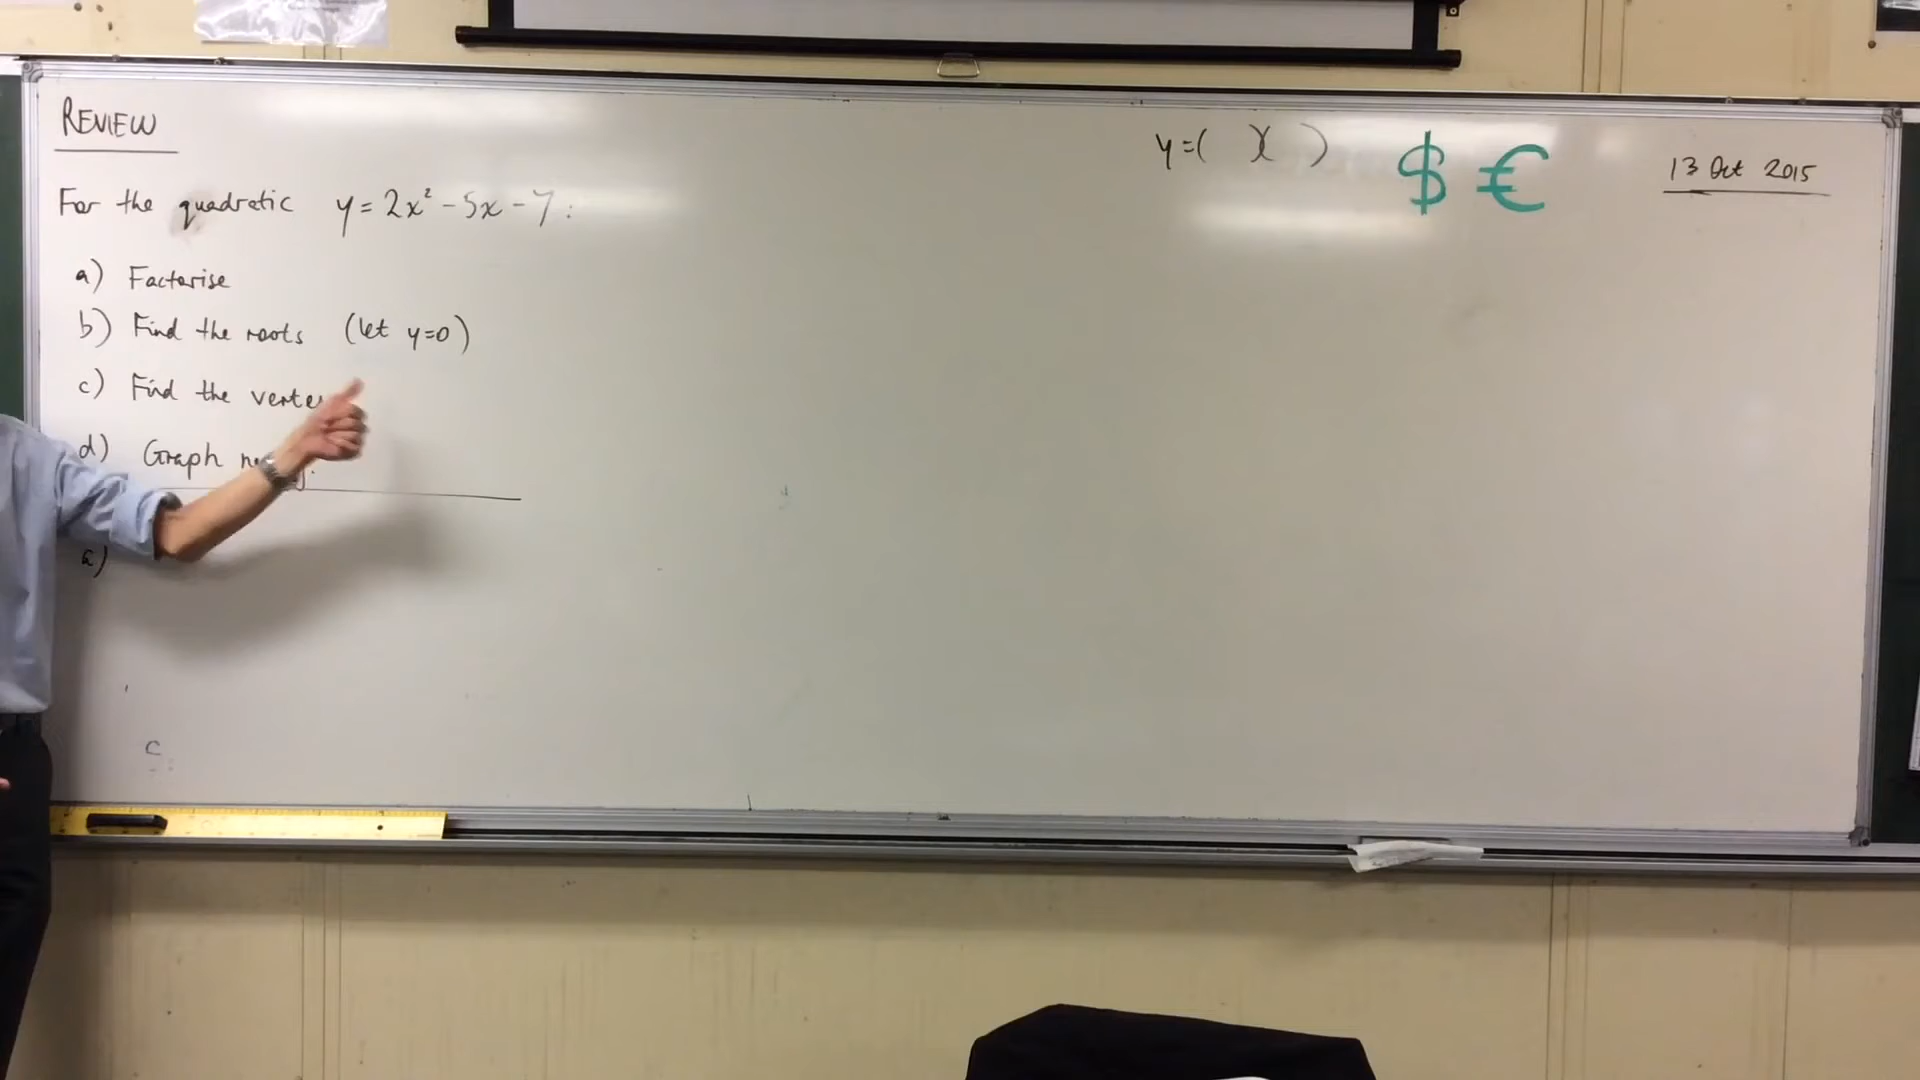 REVIEW
y=( )( ) $ € 13 Oct 2015
For the quadratic y = 2x² - 5x - 7 :
a) Factorise
b) Find the roots (let y=0)
c) Find the
d) Graph
a)